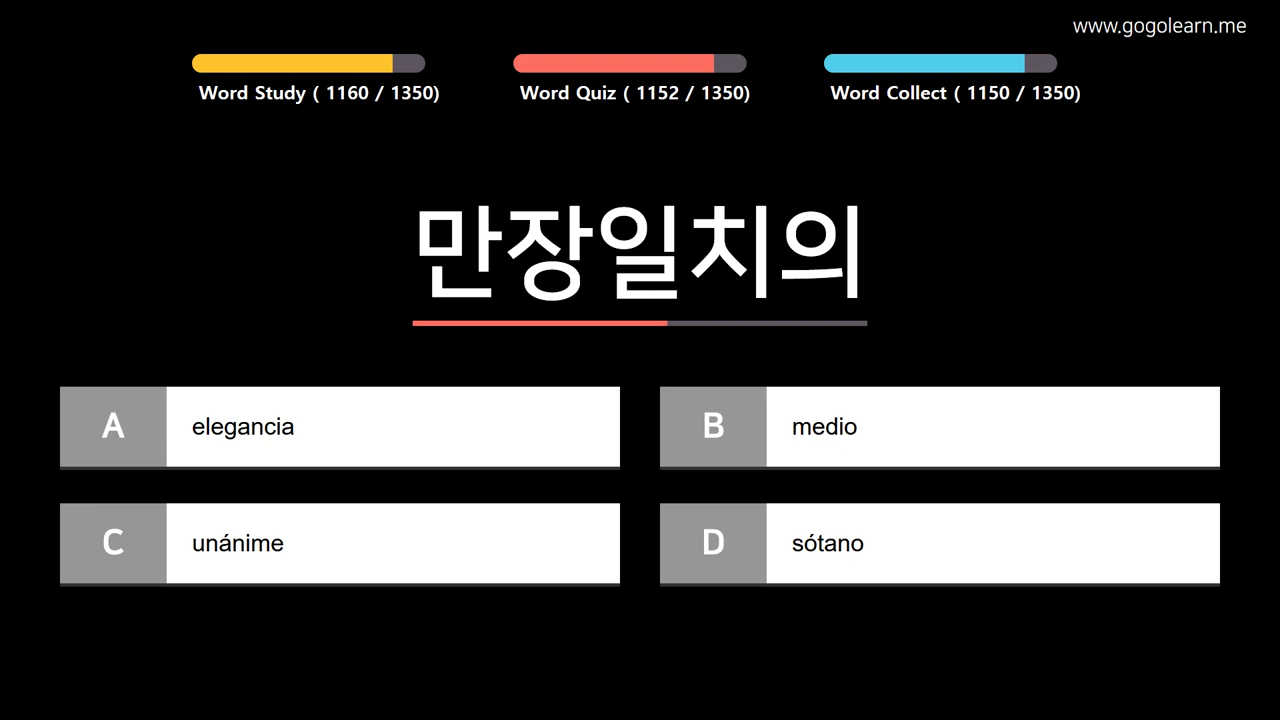 www.gogolearn.me
Word Study ( 1160 / 1350)
Word Quiz ( 1152 / 1350)
Word Collect ( 1150 / 1350)
만장일치의
A elegancia
B medio
C unánime
D sótano